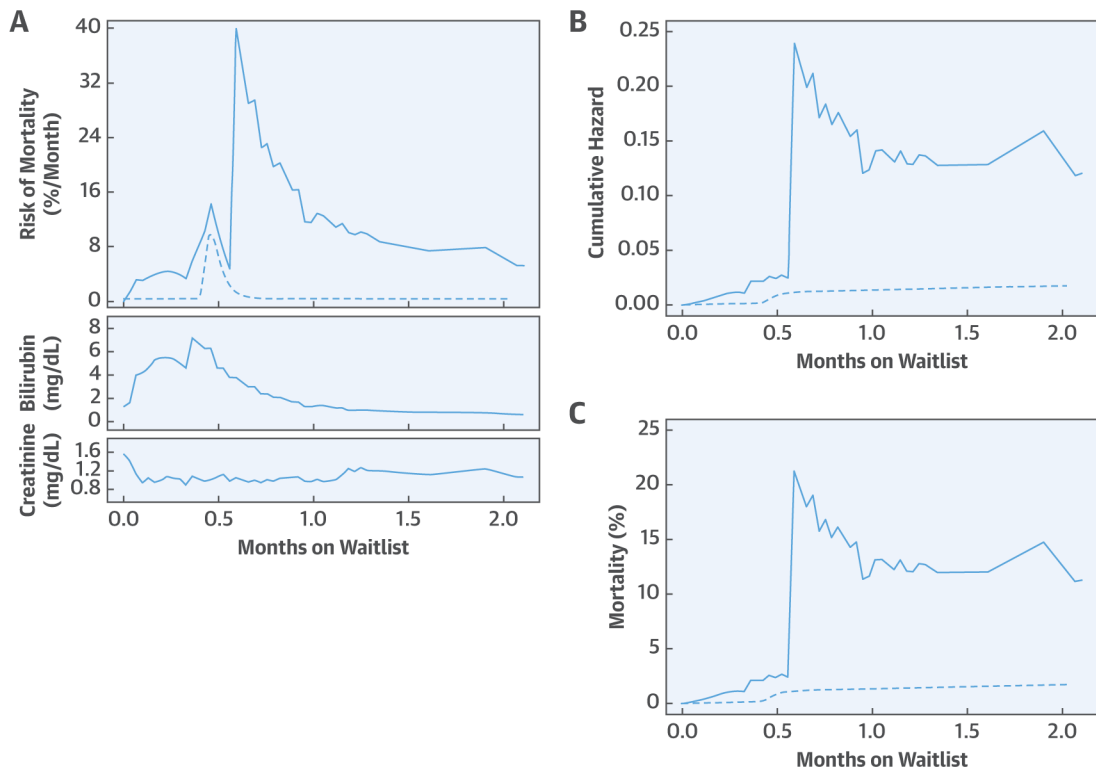 A
Risk of Mortality
(%/Month)
40
32
24
16
8
0
Bilirubin
(mg/dL)
8
6
4
2
0
Creatinine
(mg/dL)
1.6
1.2
0.8
0.0 0.5 1.0 1.5 2.0
Months on Waitlist
B
Cumulative Hazard
0.25
0.20
0.15
0.10
0.05
0.00
0.0 0.5 1.0 1.5 2.0
Months on Waitlist
C
Mortality (%)
25
20
15
10
5
0
0.0 0.5 1.0 1.5 2.0
Months on Waitlist